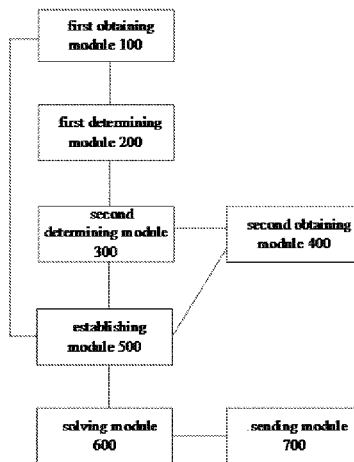 first obtaining
module 100
first determining
module 200
second
determining module
300
second obtaining
module 400
establishing
module 500
solving module
600
sending module
700